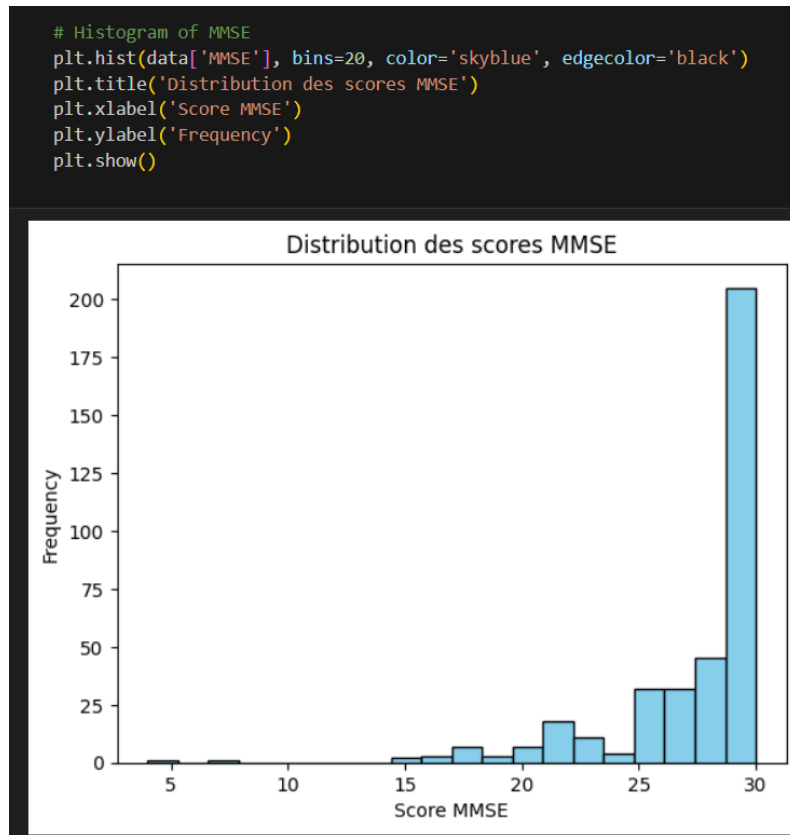 # Histogram of MMSE
plt.hist(data['MMSE'], bins=20, color='skyblue', edgecolor='black')
plt.title('Distribution des scores MMSE')
plt.xlabel('Score MMSE')
plt.ylabel('Frequency')
plt.show()
Distribution des scores MMSE
200
175
150
125
100
75
50
25
0
Frequency
5 10 15 20 25 30
Score MMSE